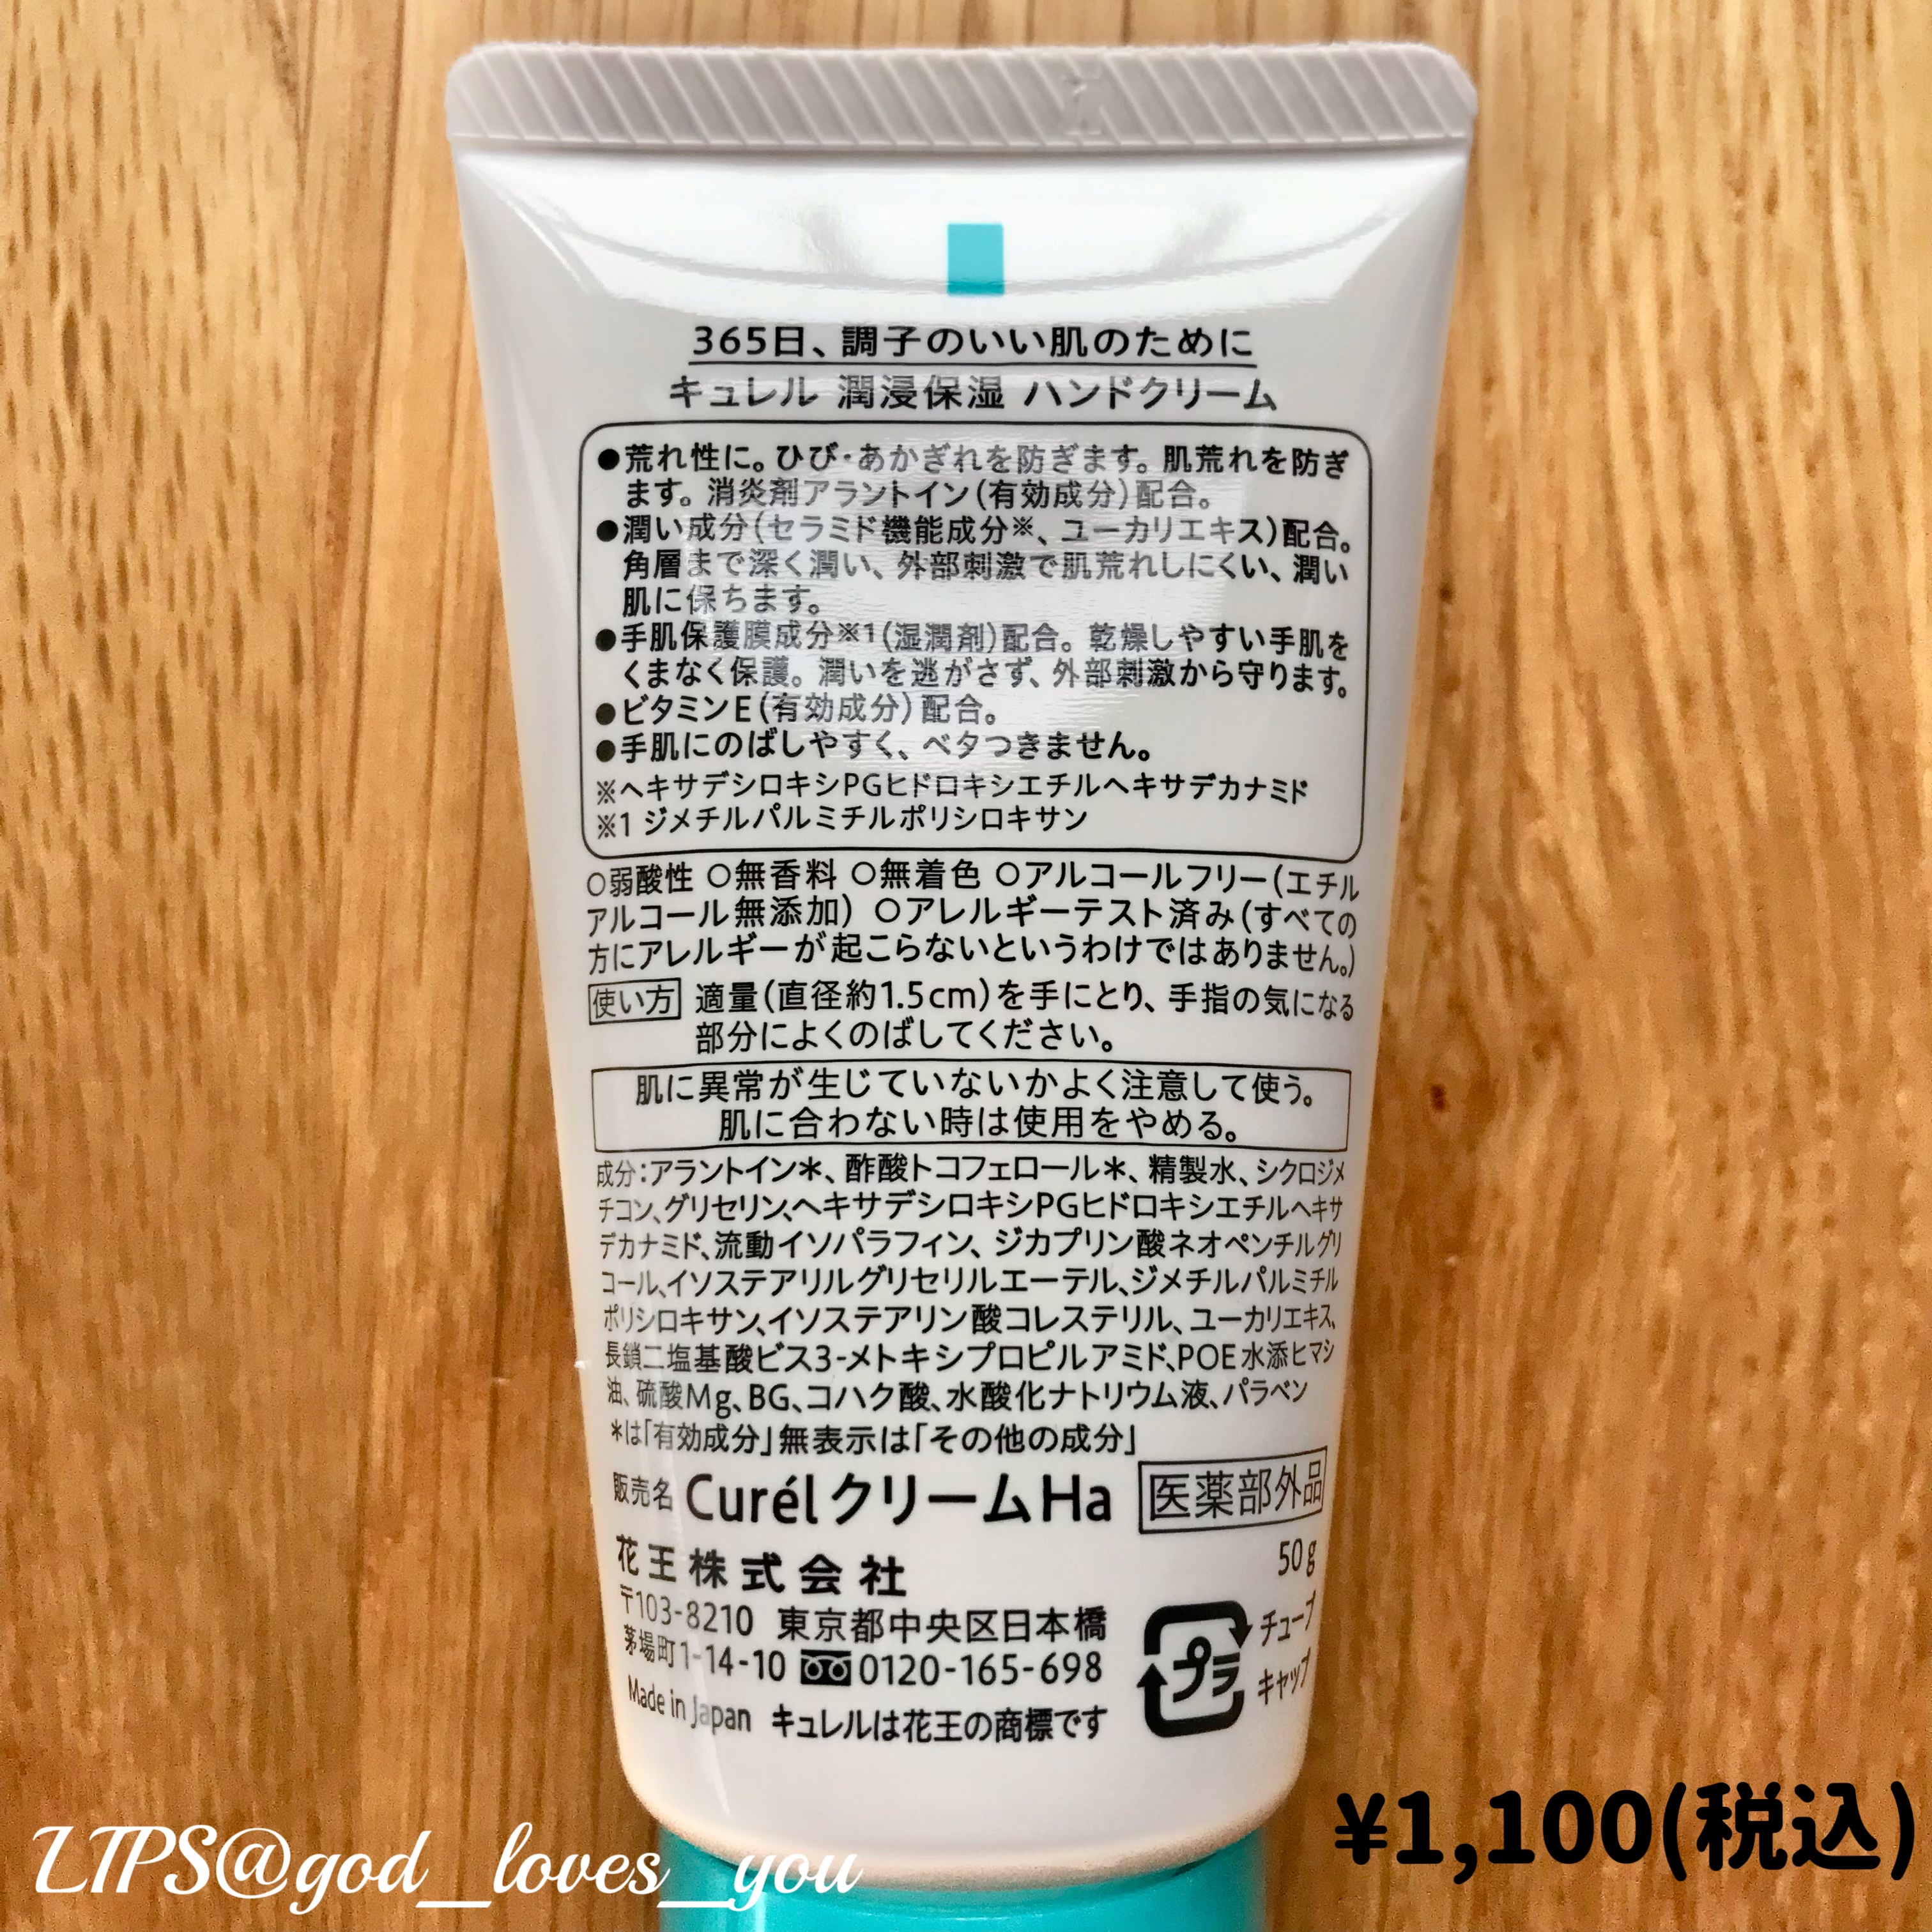 365日、調子のいい肌のために
キュレル 潤浸保湿 ハンドクリーム
●荒れ性に。ひび・あかぎれを防ぎます。肌荒れを防ぎ
ます。消炎剤アラントイン(有効成分)配合。
●潤い成分(セラミド機能成分※、ユーカリエキス)配合。
角層まで深く潤い、外部刺激で肌荒れしにくい、潤い
肌に保ちます。
●手肌保護膜成分※1(湿潤剤)配合。乾燥しやすい手肌を
くまなく保護。潤いを逃がさず、外部刺激から守ります。
●ビタミンE(有効成分)配合。
●手肌にのばしやすく、ベタつきません。
※ヘキサデシロキシPGヒドロキシエチルヘキサデカナミド
※1 ジメチルパルミチルポリシロキサン
○弱酸性 ○無香料 ○無着色 ○アルコールフリー(エチル
アルコール無添加) ○アレルギーテスト済み(すべての
方にアレルギーが起こらないというわけではありません。)
使い方 適量(直径約1.5cm)を手にとり、手指の気になる
部分によくのばしてください。
肌に異常が生じていないかよく注意して使う。
肌に合わない時は使用をやめる。
成分:アラントイン＊、酢酸トコフェロール＊、精製水、シクロジメ
チコン、グリセリン、ヘキサデシロキシPGヒドロキシエチルヘキサ
デカナミド、流動イソパラフィン、ジカプリン酸ネオペンチルグリ
コール、イソステアリルグリセリルエーテル、ジメチルパルミチル
ポリシロキサン、イソステアリン酸コレステリル、ユーカリエキス、
長鎖二塩基酸ビス3-メトキシプロピルアミド、POE水添ヒマシ
油、硫酸Mg、BG、コハク酸、水酸化ナトリウム液、パラベン
＊は「有効成分」無表示は「その他の成分」
販売名 CurélクリームHa 医薬部外品
花王株式会社 50g
〒103-8210 東京都中央区日本橋
茅場町1-14-10 0120-165-698
Made in Japan キュレルは花王の商標です
プラ チューブ
キャップ
¥1,100(税込)
LIPS@god_loves_you